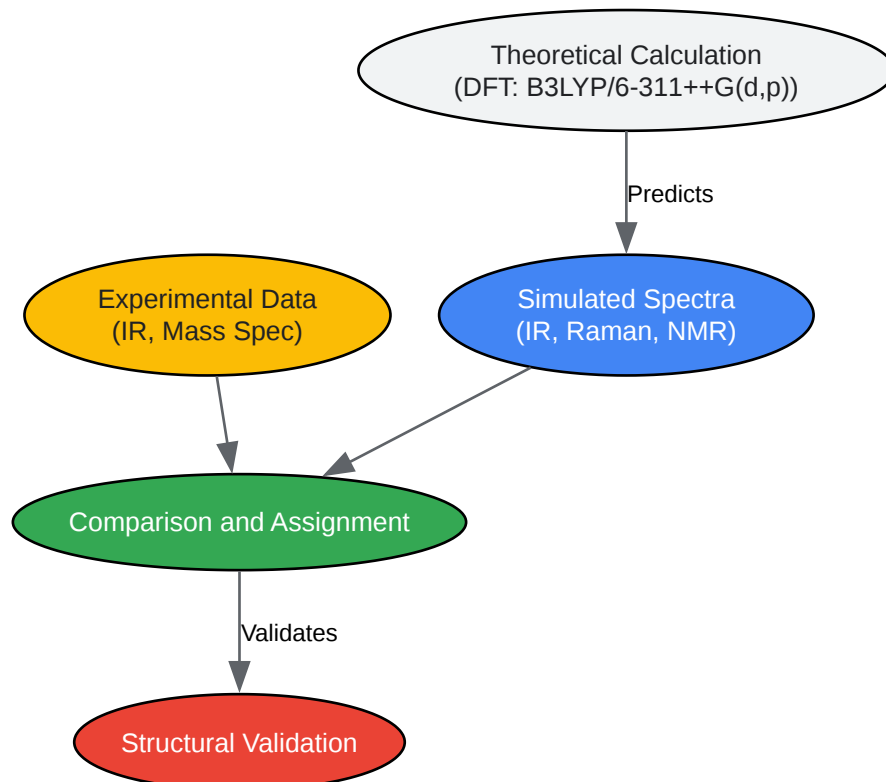 Theoretical Calculation
(DFT: B3LYP/6-311++G(d,p))
Predicts
Experimental Data
(IR, Mass Spec)
Simulated Spectra
(IR, Raman, NMR)
Comparison and Assignment
Validates
Structural Validation